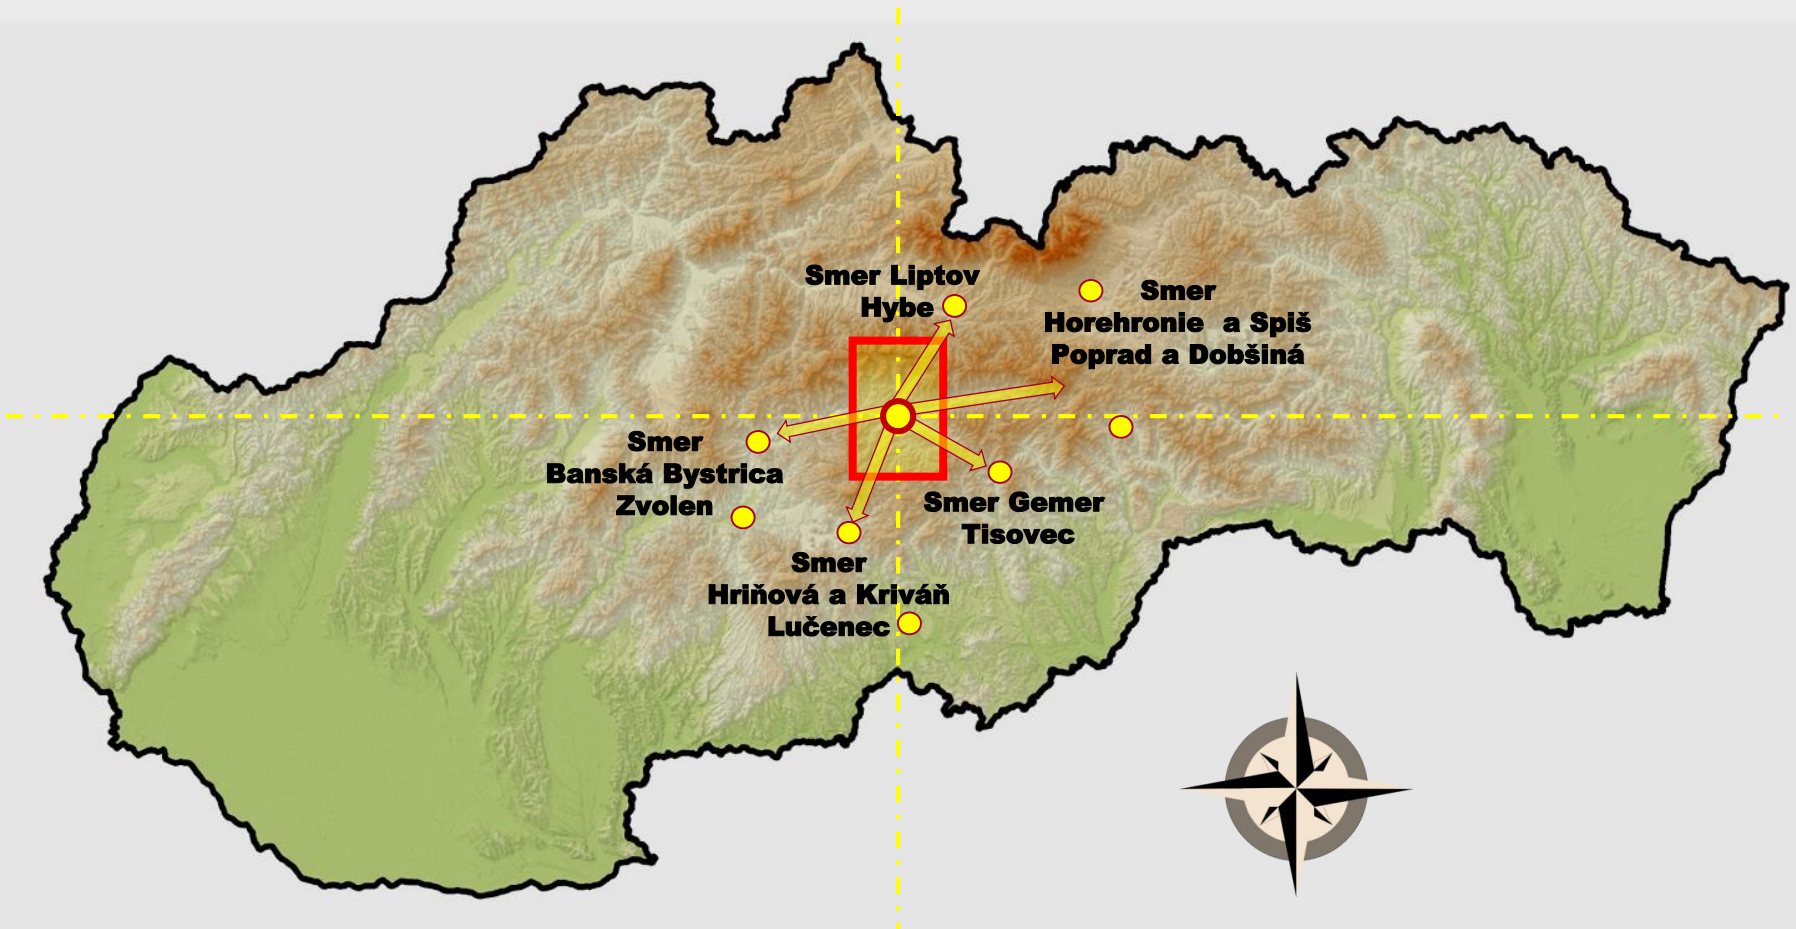 Smer Liptov
Hybe
Smer
Horehronie a Spiš
Poprad a Dobšiná
Smer
Banská Bystrica
Zvolen
Smer Gemer
Tisovec
Smer
Hriňová a Kriváň
Lučenec